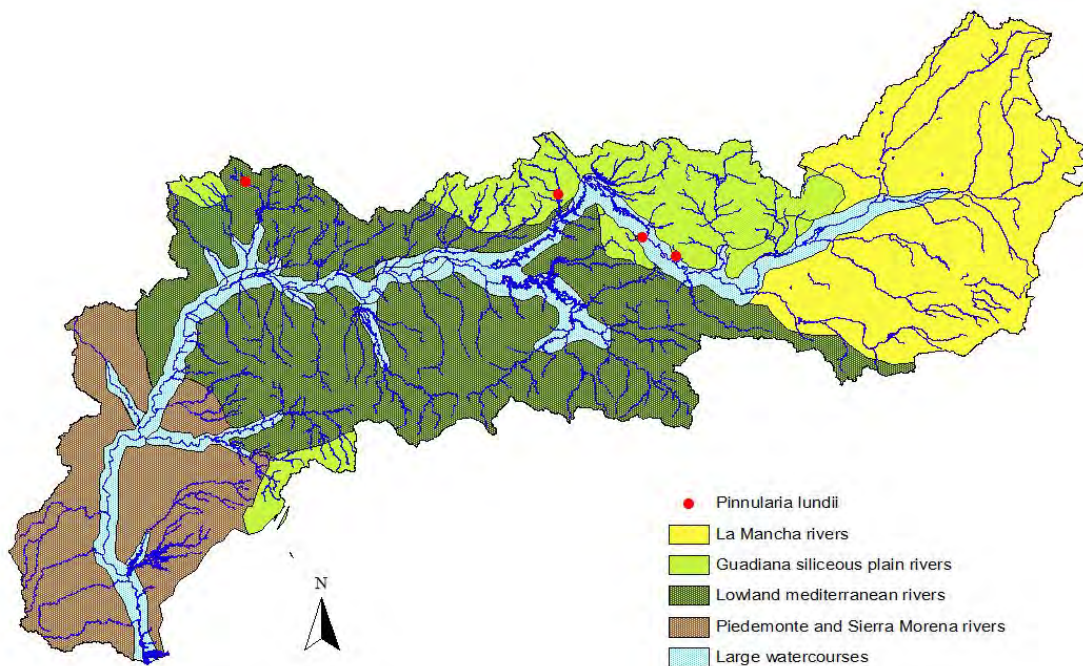 N
Pinnularia lundii
La Mancha rivers
Guadiana siliceous plain rivers
Lowland mediterranean rivers
Piedemonte and Sierra Morena rivers
Large watercourses